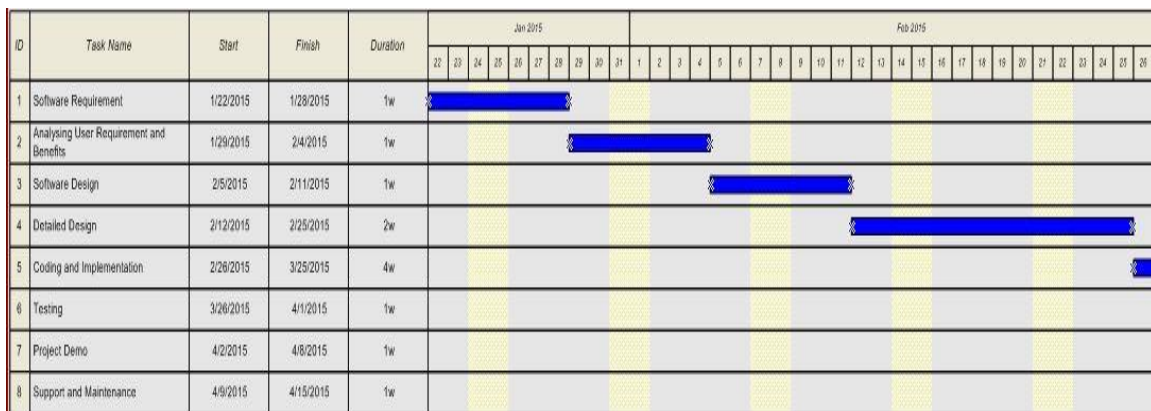 ID Task Name Start Finish Duration Jan 2015 Feb 2015
22 23 24 25 26 27 28 29 30 31 1 2 3 4 5 6 7 8 9 10 11 12 13 14 15 16 17 18 19 20 21 22 23 24 25 26
1 Software Requirement 1/22/2015 1/28/2015 1w
2 Analysing User Requirement and
Benefits 1/29/2015 2/4/2015 1w
3 Software Design 2/5/2015 2/11/2015 1w
4 Detailed Design 2/12/2015 2/25/2015 2w
5 Coding and Implementation 2/26/2015 3/25/2015 4w
6 Testing 3/26/2015 4/1/2015 1w
7 Project Demo 4/2/2015 4/8/2015 1w
8 Support and Maintenance 4/9/2015 4/15/2015 1w